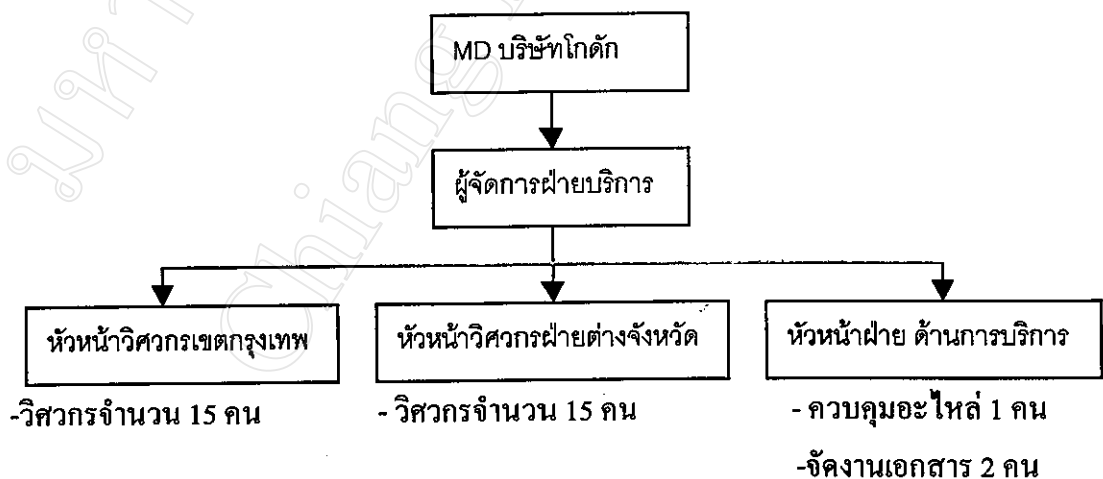 MD บริษัทโกดัก
ผู้จัดการฝ่ายบริการ
หัวหน้าวิศวกรเขตกรุงเทพ
หัวหน้าวิศวกรฝ่ายต่างจังหวัด
หัวหน้าฝ่าย ด้านการบริการ
-วิศวกรจำนวน 15 คน
- วิศวกรจำนวน 15 คน
- ควบคุมอะไหล่ 1 คน
-จัดงานเอกสาร 2 คน
Chiang